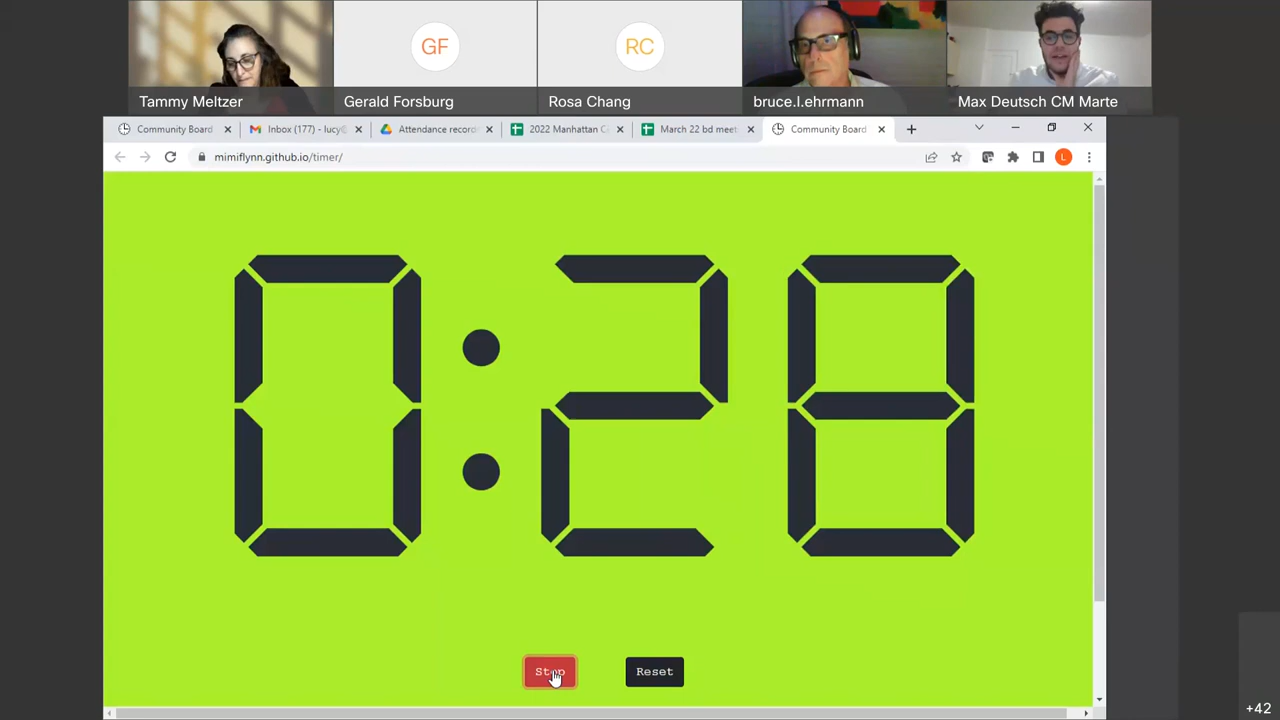 GF
RC
Tammy Meltzer
Gerald Forsburg
Rosa Chang
bruce.l.ehrmann
Max Deutsch CM Marte
Community Board
Inbox (177) - lucy@
Attendance record
2022 Manhattan C
March 22 bd meet
Community Board
mimiflynn.github.io/timer/
L
0:28
Stop
Reset
+42